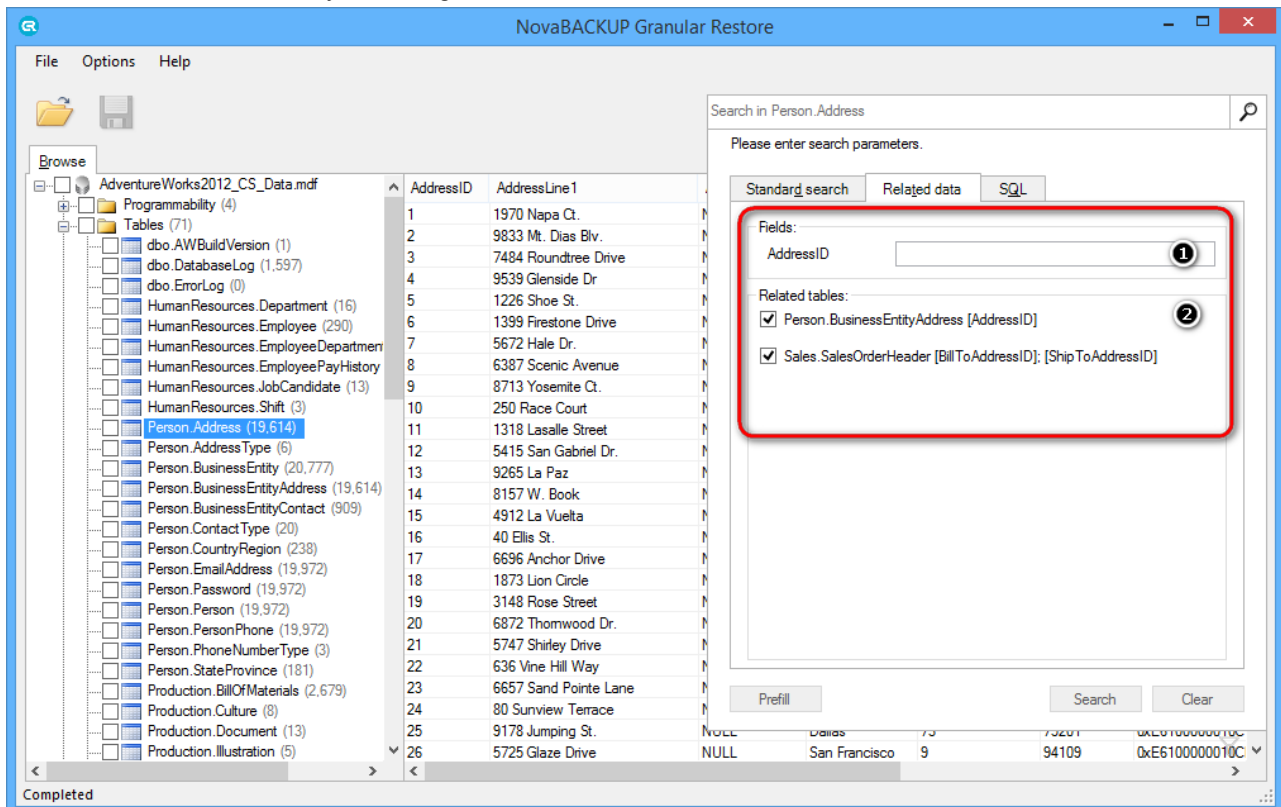 NovaBACKUP Granular Restore
File Options Help
Search in Person.Address
Please enter search parameters.
Browse
Standard search Related data SQL
Fields:
AddressID
1
Related tables:
2
Person.BusinessEntityAddress [AddressID]
Sales.SalesOrderHeader [BillToAddressID]; [ShipToAddressID]
Prefill Search Clear
AdventureWorks2012_CS_Data.mdf
Programmability (4)
Tables (71)
dbo.AWBuildVersion (1)
dbo.DatabaseLog (1,597)
dbo.ErrorLog (0)
HumanResources.Department (16)
HumanResources.Employee (290)
HumanResources.EmployeeDepartment
HumanResources.EmployeePayHistory
HumanResources.JobCandidate (13)
HumanResources.Shift (3)
Person.Address (19,614)
Person.AddressType (6)
Person.BusinessEntity (20,777)
Person.BusinessEntityAddress (19,614)
Person.BusinessEntityContact (909)
Person.ContactType (20)
Person.CountryRegion (238)
Person.EmailAddress (19,972)
Person.Password (19,972)
Person.Person (19,972)
Person.PersonPhone (19,972)
Person.PhoneNumberType (3)
Person.StateProvince (181)
Production.BillOfMaterials (2,679)
Production.Culture (8)
Production.Document (13)
Production.Illustration (5)
AddressID AddressLine1
1 1970 Napa Ct.
2 9833 Mt. Dias Blv.
3 7484 Roundtree Drive
4 9539 Glenside Dr
5 1226 Shoe St.
6 1399 Firestone Drive
7 5672 Hale Dr.
8 6387 Scenic Avenue
9 8713 Yosemite Ct.
10 250 Race Court
11 1318 Lasalle Street
12 5415 San Gabriel Dr.
13 9265 La Paz
14 8157 W. Book
15 4912 La Vuelta
16 40 Ellis St.
17 6696 Anchor Drive
18 1873 Lion Circle
19 3148 Rose Street
20 6872 Thornwood Dr.
21 5747 Shirley Drive
22 636 Vine Hill Way
23 6657 Sand Pointe Lane
24 80 Sunview Terrace
25 9178 Jumping St. NULL Dallas 73 75201 0xE6100000010C
26 5725 Glaze Drive NULL San Francisco 9 94109 0xE6100000010C
Completed